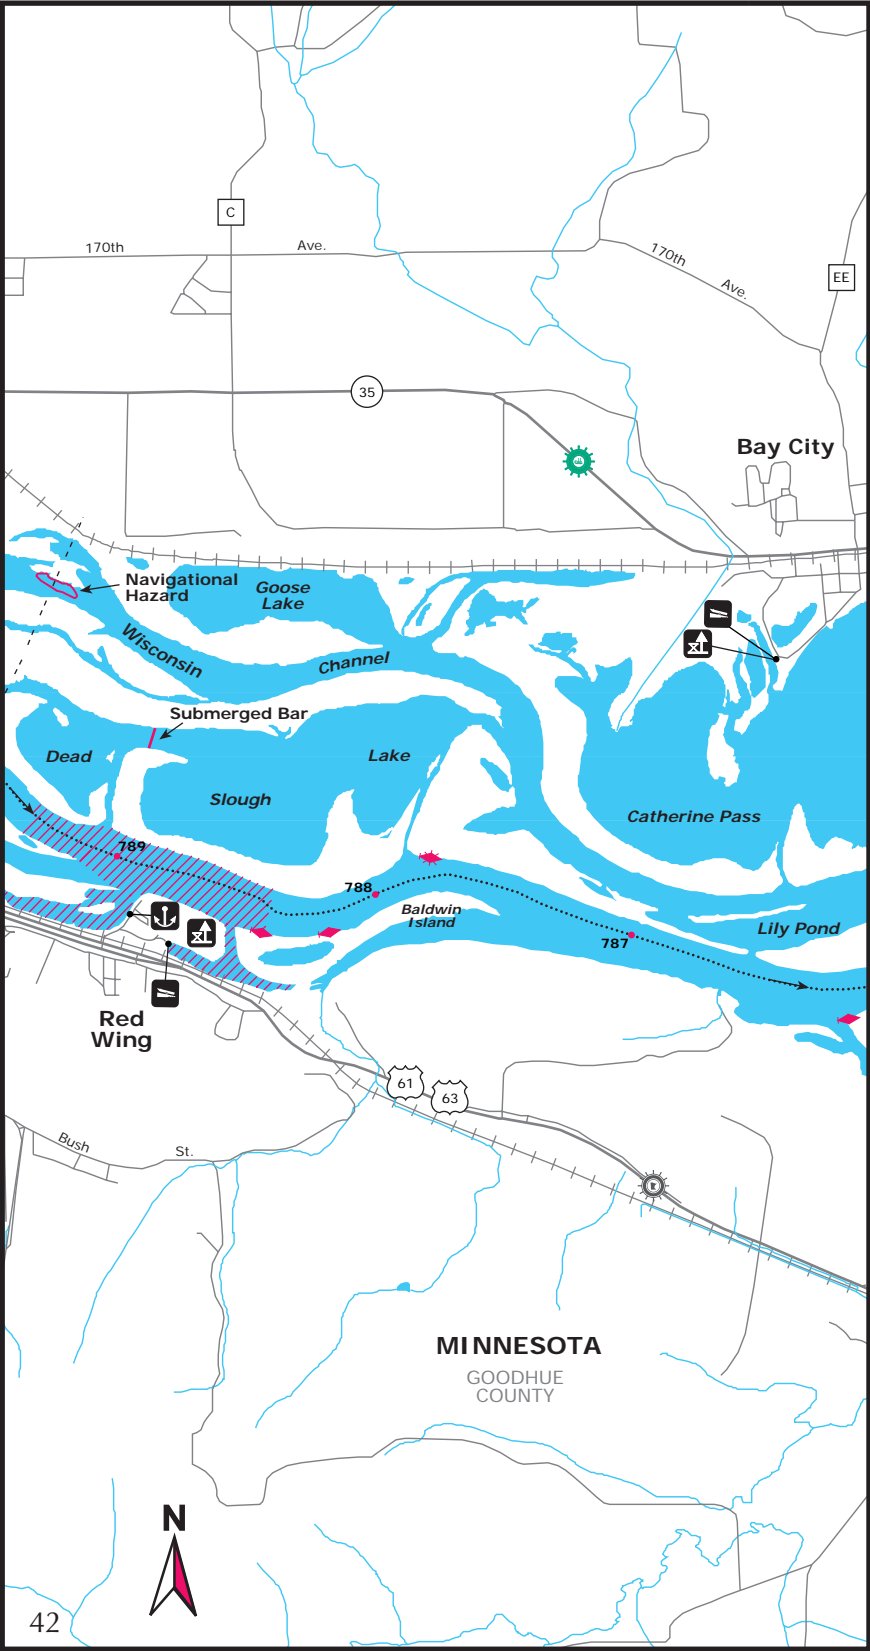 C
170th
Ave.
170th
Ave.
EE
35
Bay City
Navigational
Hazard
Goose
Lake
Wisconsin
Channel
Submerged Bar
Dead
Lake
Slough
Catherine Pass
789
788
Baldwin
Island
787
Lily Pond
Red
Wing
61
63
Bush
St.
MINNESOTA
GOODHUE
COUNTY
N
42